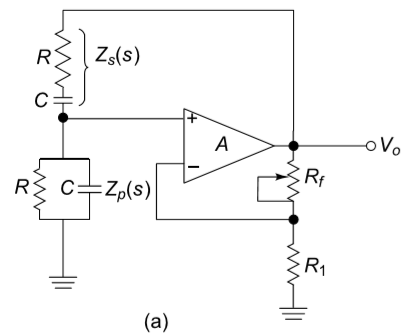 R Zs(s)
C
+
A
Vo
−
Rf
R C Zp(s)
R1
(a)